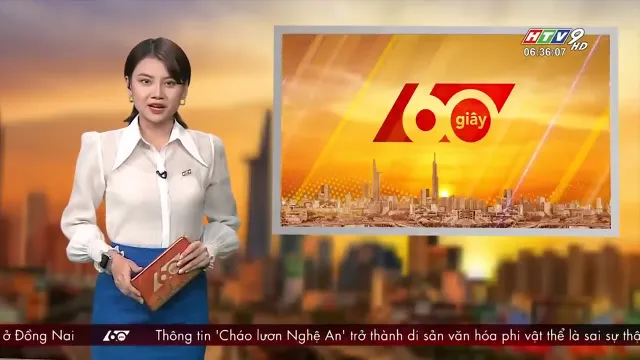 HTV9 HD
06:36:07
60 giây
60
ở Đồng Nai 60 Thông tin 'Cháo lươn Nghệ An' trở thành di sản văn hóa phi vật thể là sai sự thậ